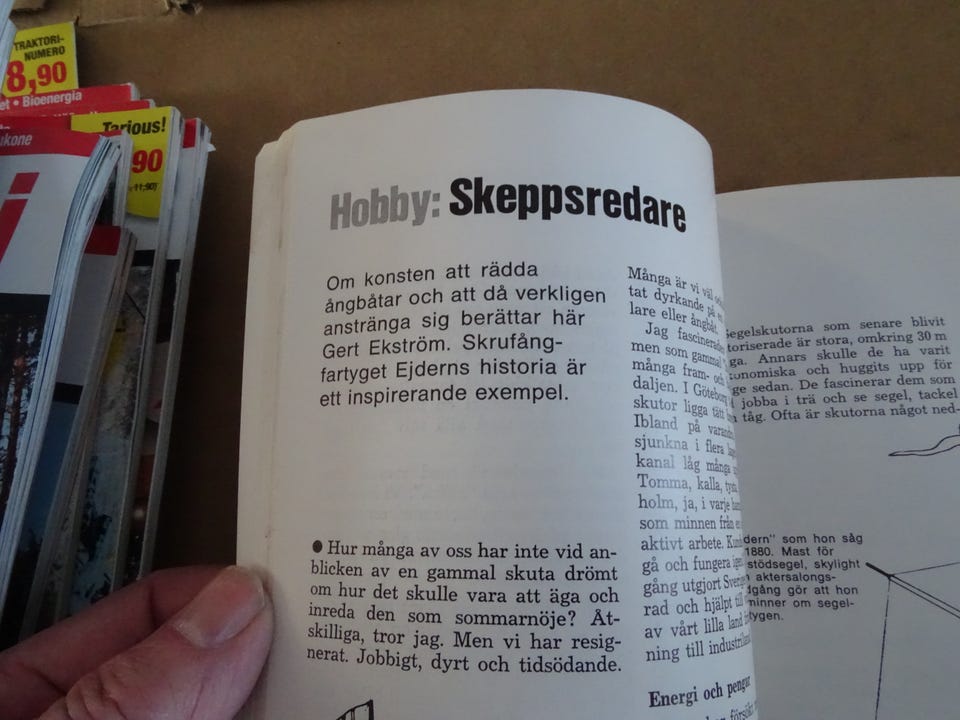 TRAKTORI-
NUMERO
8,90
Bioenergia
Tarjous!
90
Hobby: Skeppsredare
Om konsten att rädda
ångbåtar och att då verkligen
anstränga sig berättar här
Gert Ekström. Skrufång-
fartyget Ejderns historia är
ett inspirerande exempel.
● Hur många av oss har inte vid an-
blicken av en gammal skuta drömt
om hur det skulle vara att äga och
inreda den som sommarnöje? Åt-
skilliga, tror jag. Men vi har resig-
nerat. Jobbigt, dyrt och tidsödande.
Många är vi väl
tat dyrkande på
lare eller ångbåt.
Jag fascinerades
men som gammal
många fram- och
daljen. I Göteborg
skutor ligga tätt
Ibland på varandra
sjunkna i flera
kanal låg många
Tomma, kalla,
holm, ja, i varje
som minnen från
aktivt arbete.
gå och fungera
gång utgjort
rad och hjälpt till
av vårt lilla land
ning till
Energi och pengar
segelskutorna som senare blivit
toriserade är stora, omkring 30 m
ga. Annars skulle de ha varit
konomiska och huggits upp för
ge sedan. De fascinerar dem som
jobba i trä och se segel, tackel
tåg. Ofta är skutorna något ned-
dern" som hon såg
1880. Mast för
stödsegel, skylight
aktersalongs-
gång gör att hon
minner om segel-
tygen.